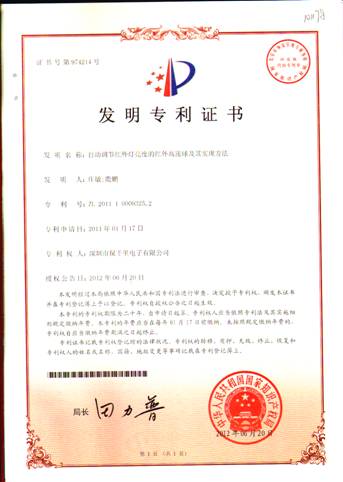 证书号第974214号
发明专利证书
发 明 名 称：自动调节红外灯亮度的红外高速球及其实现方法
发 明 人：庄敏;龚鹏
专 利 号：ZL 2011 1 0009325.2
专利申请日：2011年01月17日
专 利 权 人：深圳市保千里电子有限公司
授权公告日：2012年06月20日
本发明经过本局依照中华人民共和国专利法进行审查，决定授予专利权，颁发本证书
并在专利登记簿上予以登记。专利权自授权公告之日起生效。
本专利的专利权期限为二十年，自申请日起算。专利权人应当依照专利法及其实施细
则规定缴纳年费。本专利的年费应当在每年01月17日前缴纳。未按照规定缴纳年费的，
专利权自应当缴纳年费期满之日起终止。
专利证书记载专利权登记时的法律状况。专利权的转移、质押、无效、终止、恢复和
专利权人的姓名或名称、国籍、地址变更等事项记载在专利登记簿上。
局长 田力普
中华人民共和国国家知识产权局
2012年06月20日
第 1 页（共 1 页）